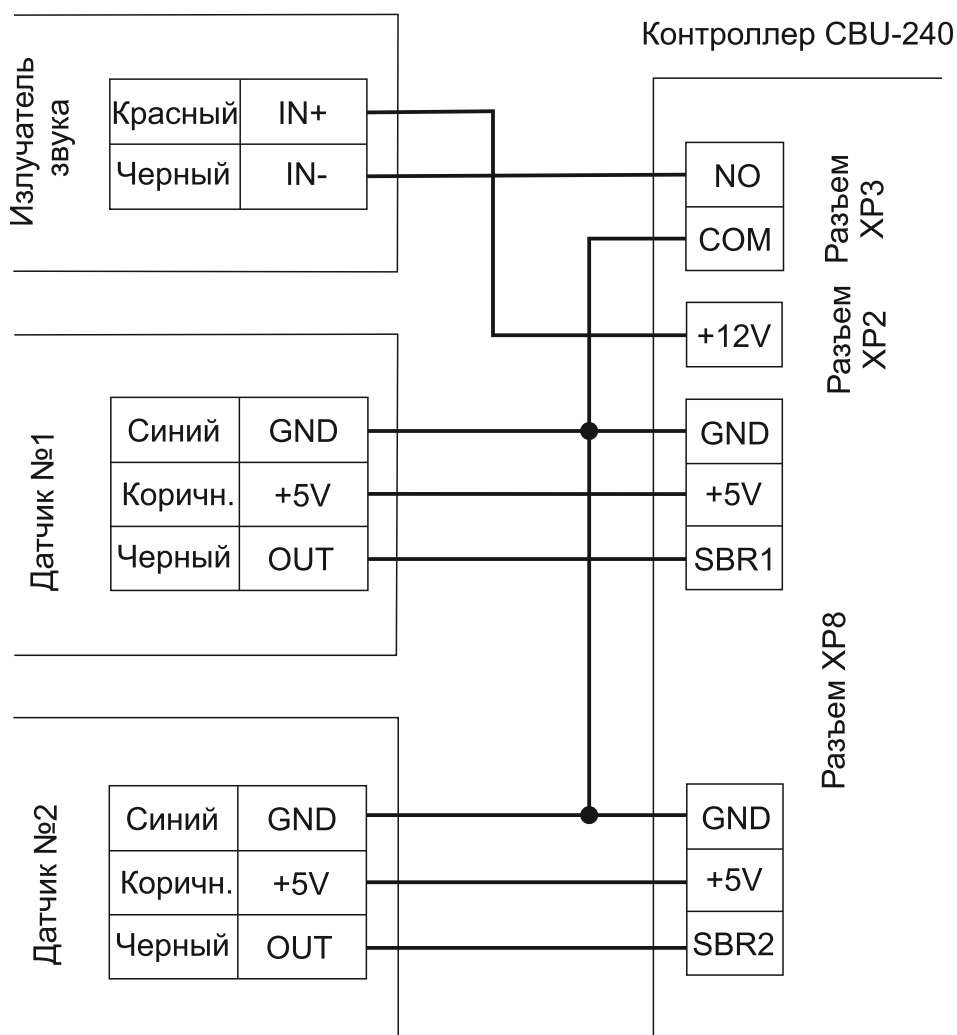 Контроллер CBU-240
Излучатель
звука
Красный IN+
Черный IN-
NO
COM
Разъем
XP3
+12V
Разъем
XP2
Датчик №1
Синий GND
Коричн. +5V
Черный OUT
GND
+5V
SBR1
Разъем XP8
Датчик №2
Синий GND
Коричн. +5V
Черный OUT
GND
+5V
SBR2